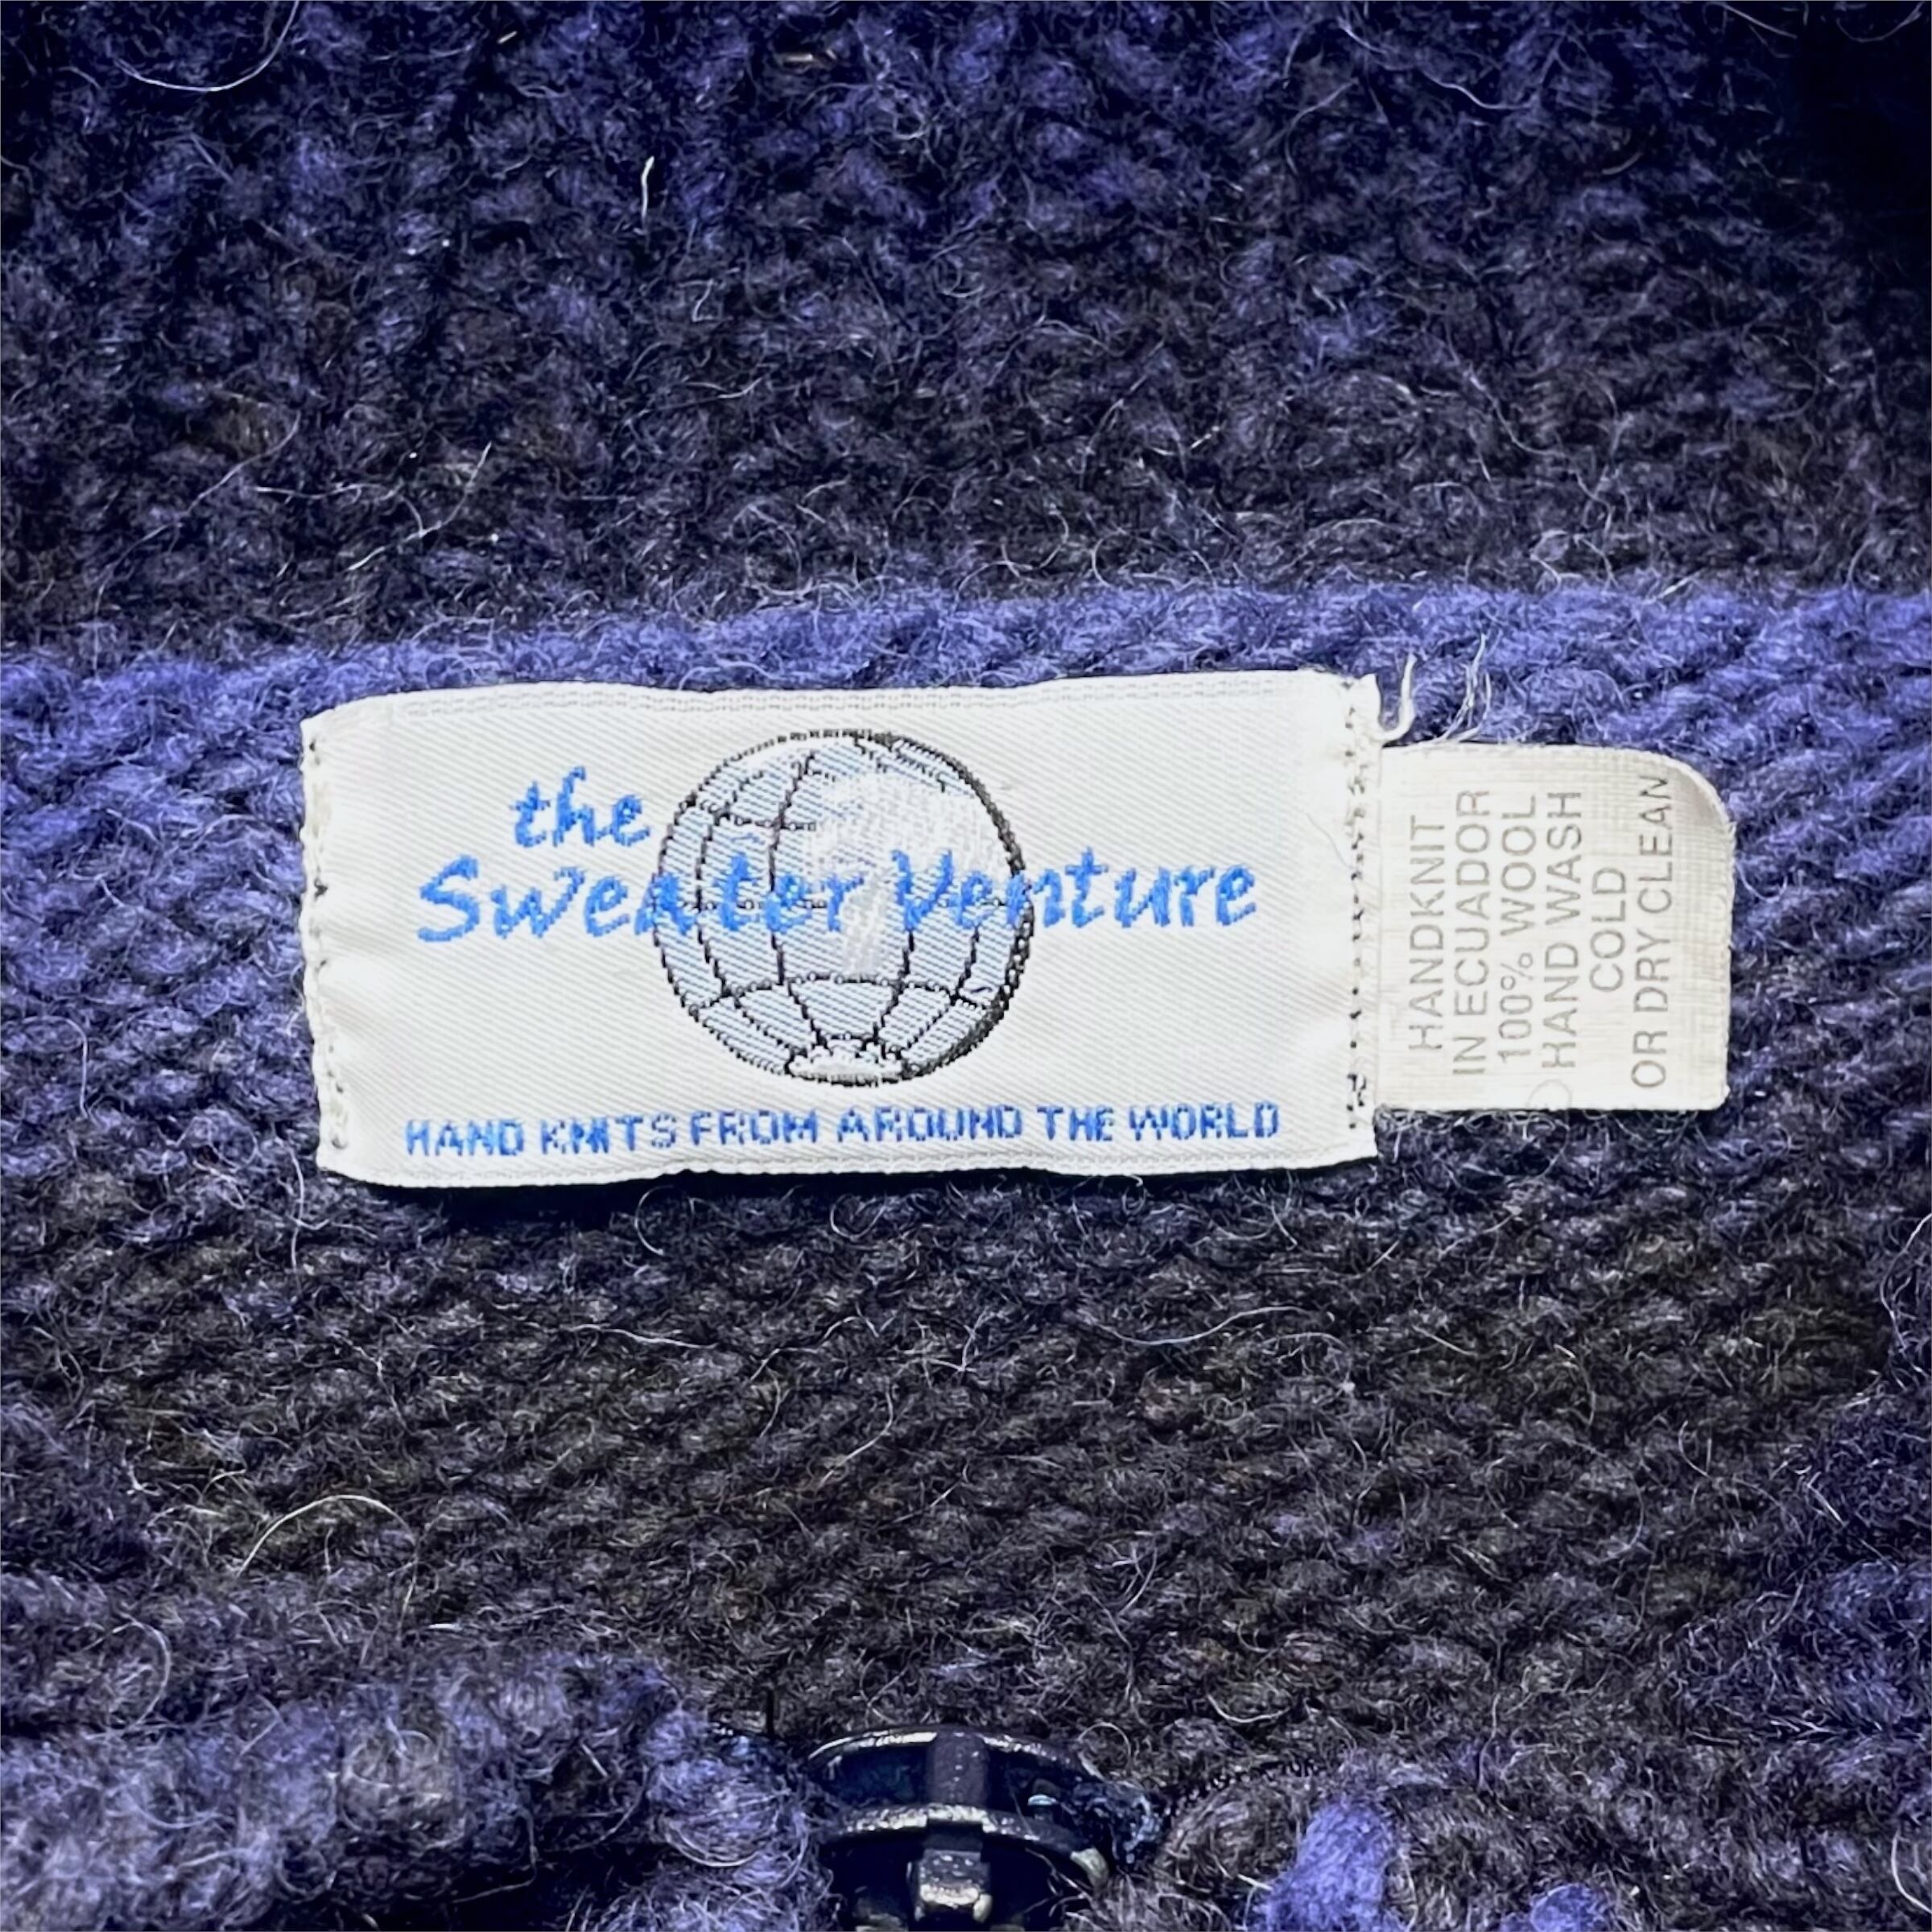 the
Sweater Venture
HAND KNITS FROM AROUND THE WORLD
HANDKNIT
IN ECUADOR
100% WOOL
HAND WASH
COLD
OR DRY CLEAN